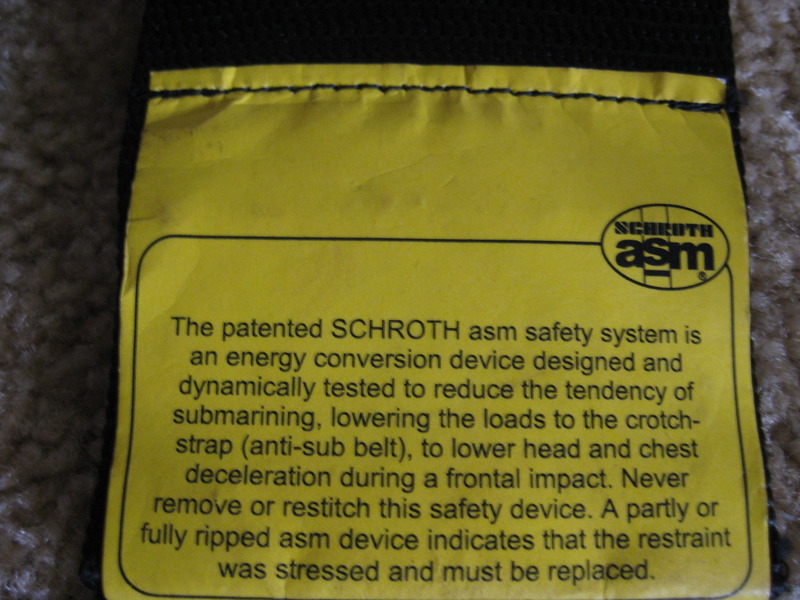 SCHROTH
asm
®
The patented SCHROTH asm safety system is
an energy conversion device designed and
dynamically tested to reduce the tendency of
submarining, lowering the loads to the crotch-
strap (anti-sub belt), to lower head and chest
deceleration during a frontal impact. Never
remove or restitch this safety device. A partly or
fully ripped asm device indicates that the restraint
was stressed and must be replaced.